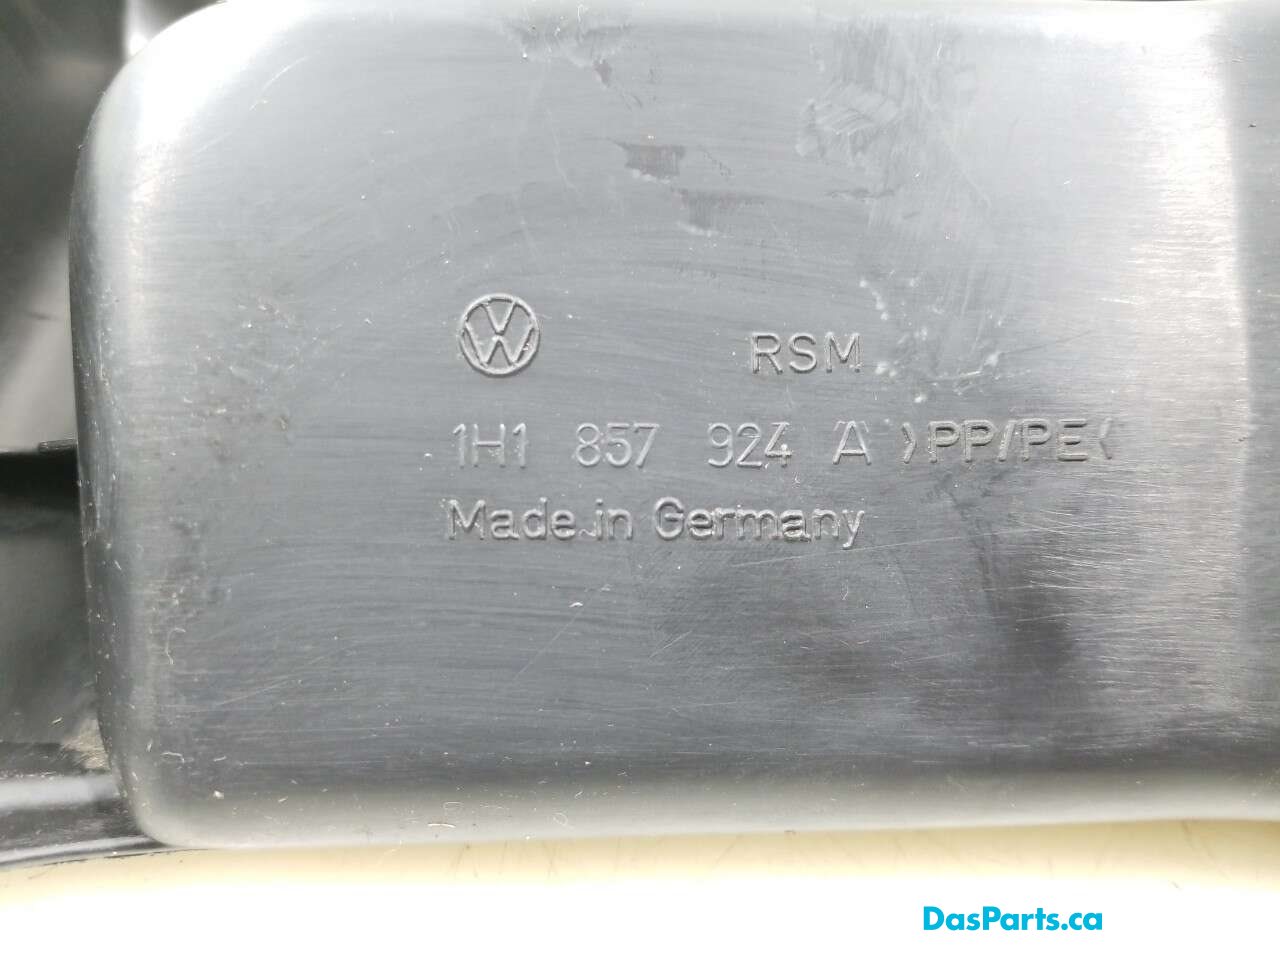 RSM
1H1 857 924 A >PP/PE<
Made in Germany
DasParts.ca